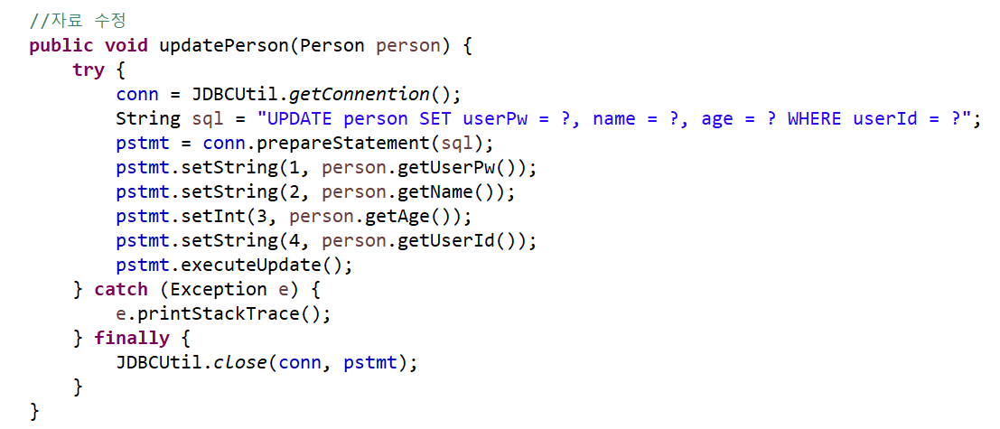 //자료 수정
public void updatePerson(Person person) {
    try {
        conn = JDBCUtil.getConnention();
        String sql = "UPDATE person SET userPw = ?, name = ?, age = ? WHERE userId = ?";
        pstmt = conn.prepareStatement(sql);
        pstmt.setString(1, person.getUserPw());
        pstmt.setString(2, person.getName());
        pstmt.setInt(3, person.getAge());
        pstmt.setString(4, person.getUserId());
        pstmt.executeUpdate();
    } catch (Exception e) {
        e.printStackTrace();
    } finally {
        JDBCUtil.close(conn, pstmt);
    }
}